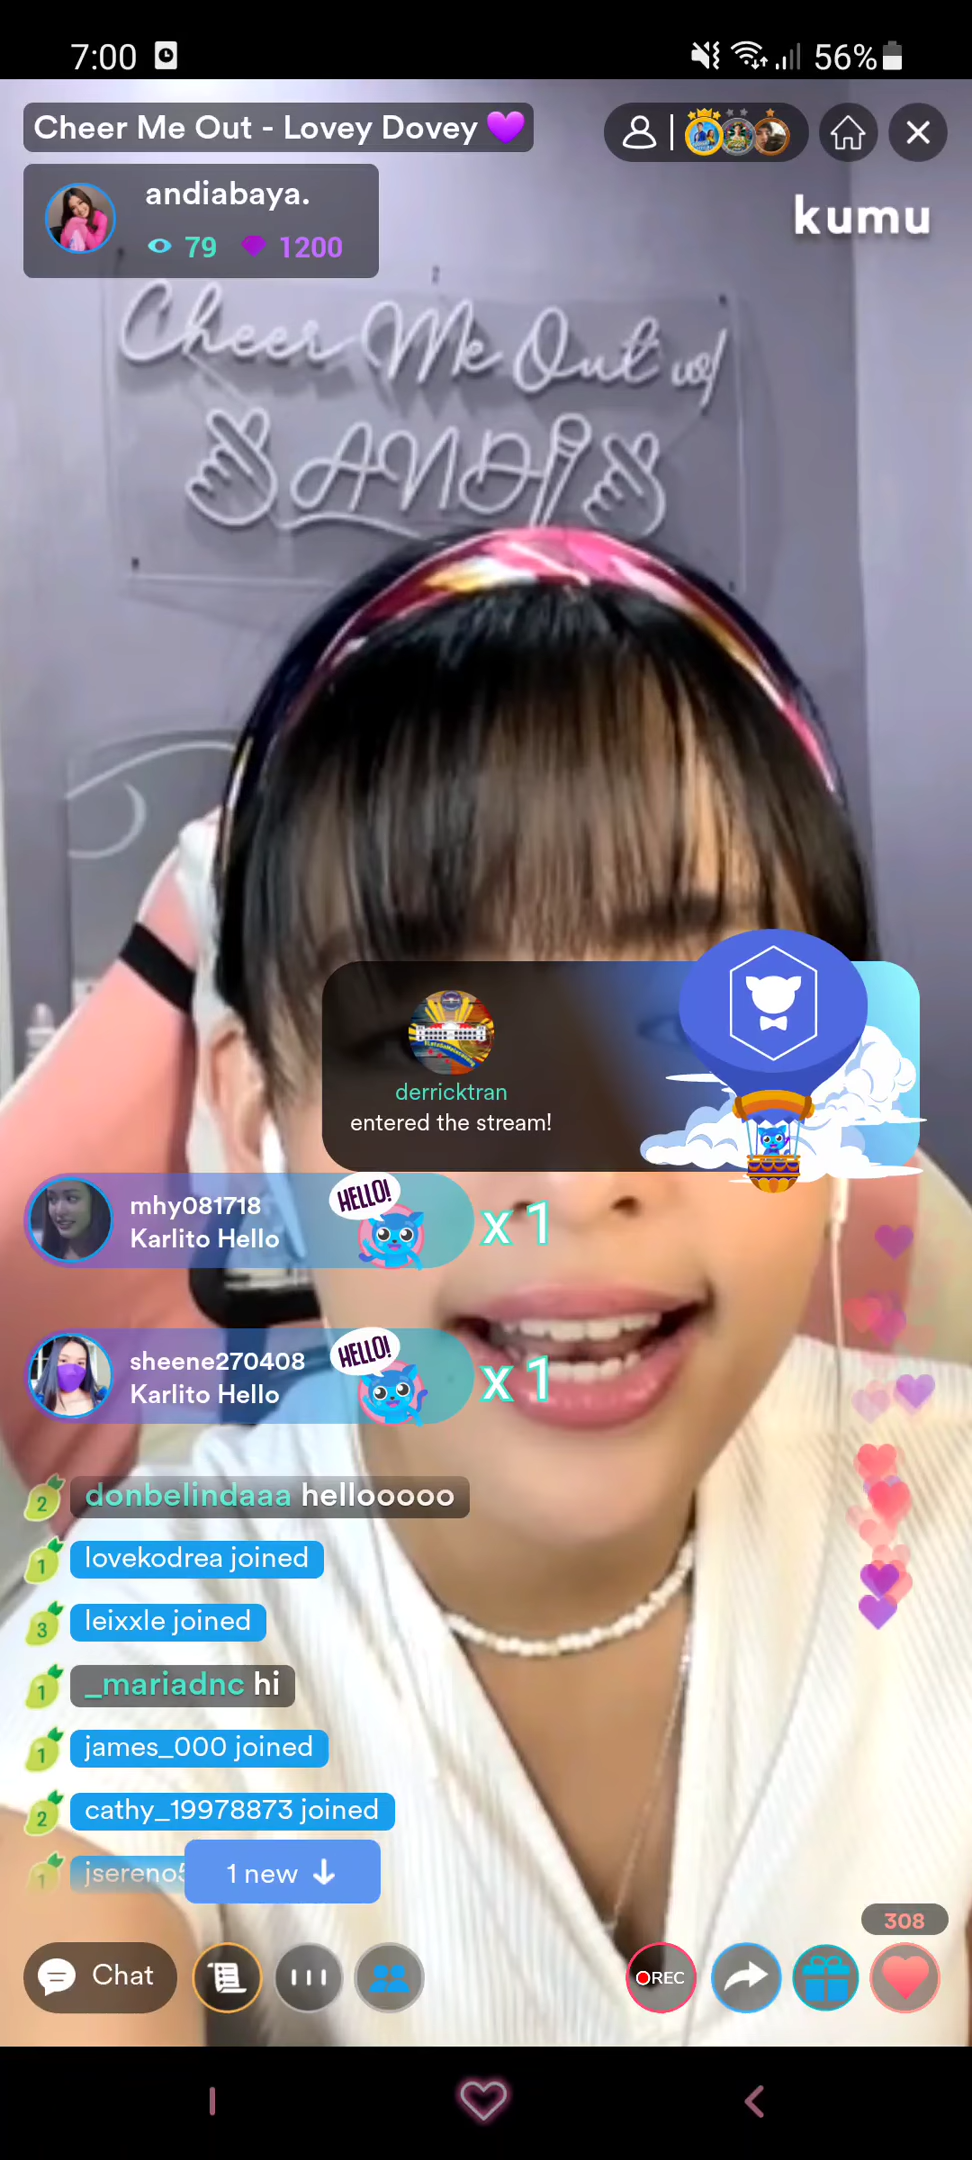 7:00
56%
Cheer Me Out - Lovey Dovey 💜
andiabaya.
79 1200
kumu
Cheer Me Out w/
ANDI
derricktran
entered the stream!
mhy081718
Karlito Hello
HELLO!
x 1
sheene270408
Karlito Hello
HELLO!
x 1
2 donbelindaaa hellooooo
1 lovekodrea joined
3 leixxle joined
1 _mariadnc hi
1 james_000 joined
2 cathy_19978873 joined
1
1 new ↓
308
Chat
REC